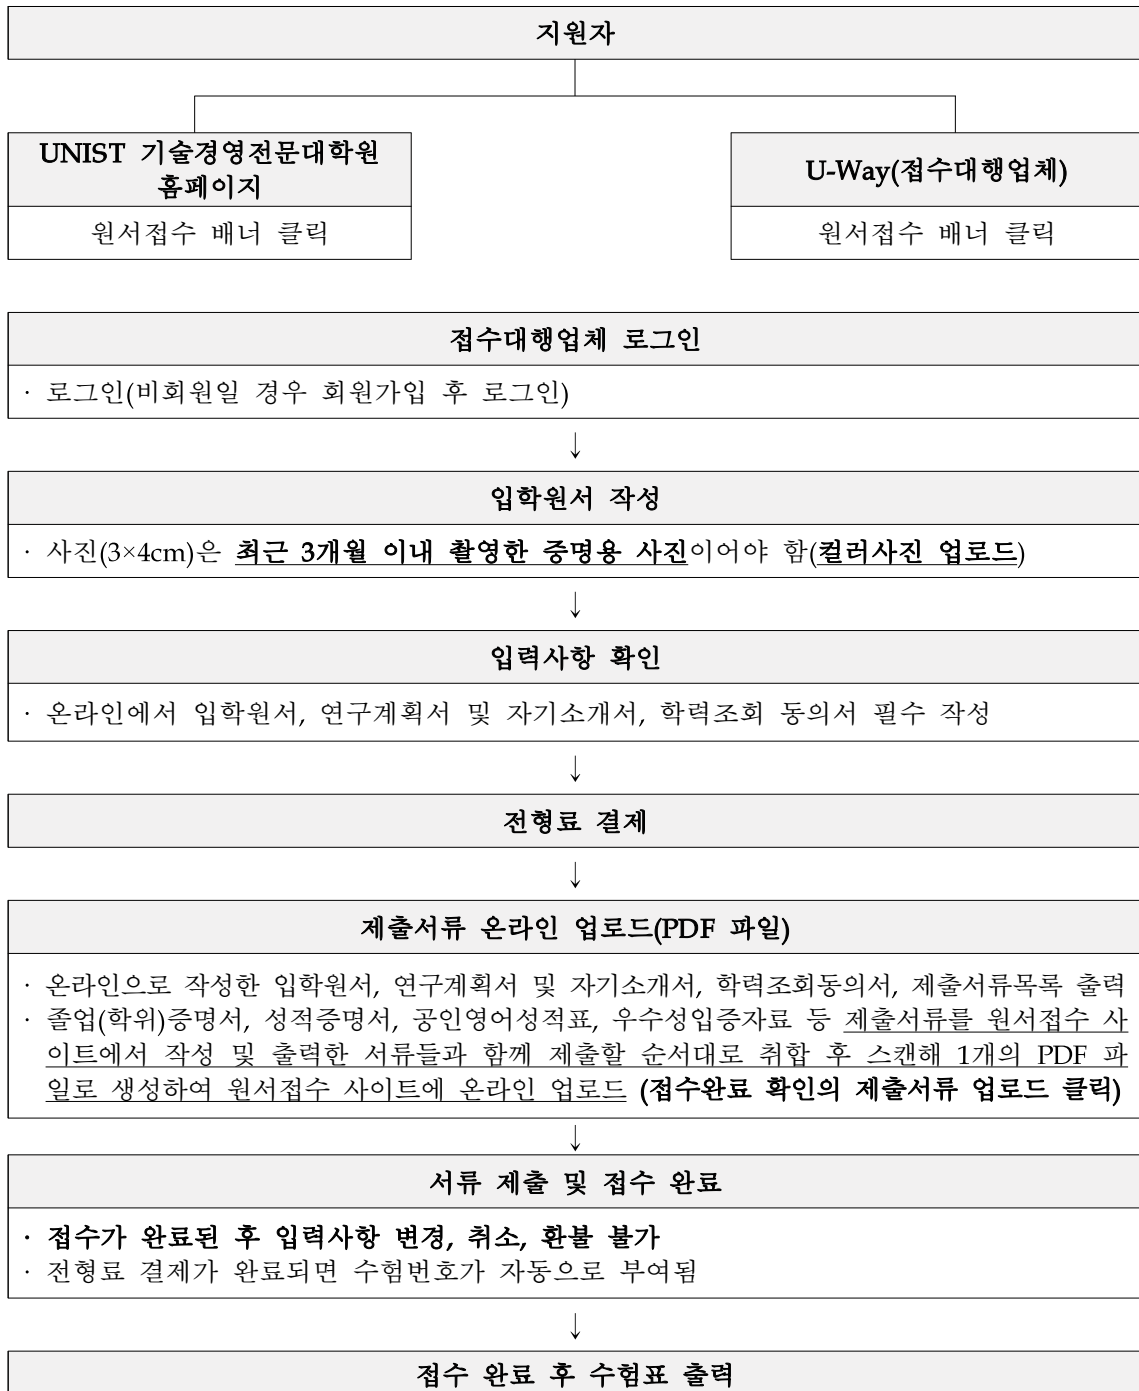 지원자
UNIST 기술경영전문대학원
홈페이지
원서접수 배너 클릭
U-Way(접수대행업체)
원서접수 배너 클릭
접수대행업체 로그인
· 로그인(비회원일 경우 회원가입 후 로그인)
↓
입학원서 작성
· 사진(3×4cm)은 최근 3개월 이내 촬영한 증명용 사진이어야 함(컬러사진 업로드)
↓
입력사항 확인
· 온라인에서 입학원서, 연구계획서 및 자기소개서, 학력조회 동의서 필수 작성
↓
전형료 결제
↓
제출서류 온라인 업로드(PDF 파일)
· 온라인으로 작성한 입학원서, 연구계획서 및 자기소개서, 학력조회동의서, 제출서류목록 출력
· 졸업(학위)증명서, 성적증명서, 공인영어성적표, 우수성입증자료 등 제출서류를 원서접수 사
이트에서 작성 및 출력한 서류들과 함께 제출할 순서대로 취합 후 스캔해 1개의 PDF 파
일로 생성하여 원서접수 사이트에 온라인 업로드 (접수완료 확인의 제출서류 업로드 클릭)
↓
서류 제출 및 접수 완료
· 접수가 완료된 후 입력사항 변경, 취소, 환불 불가
· 전형료 결제가 완료되면 수험번호가 자동으로 부여됨
↓
접수 완료 후 수험표 출력